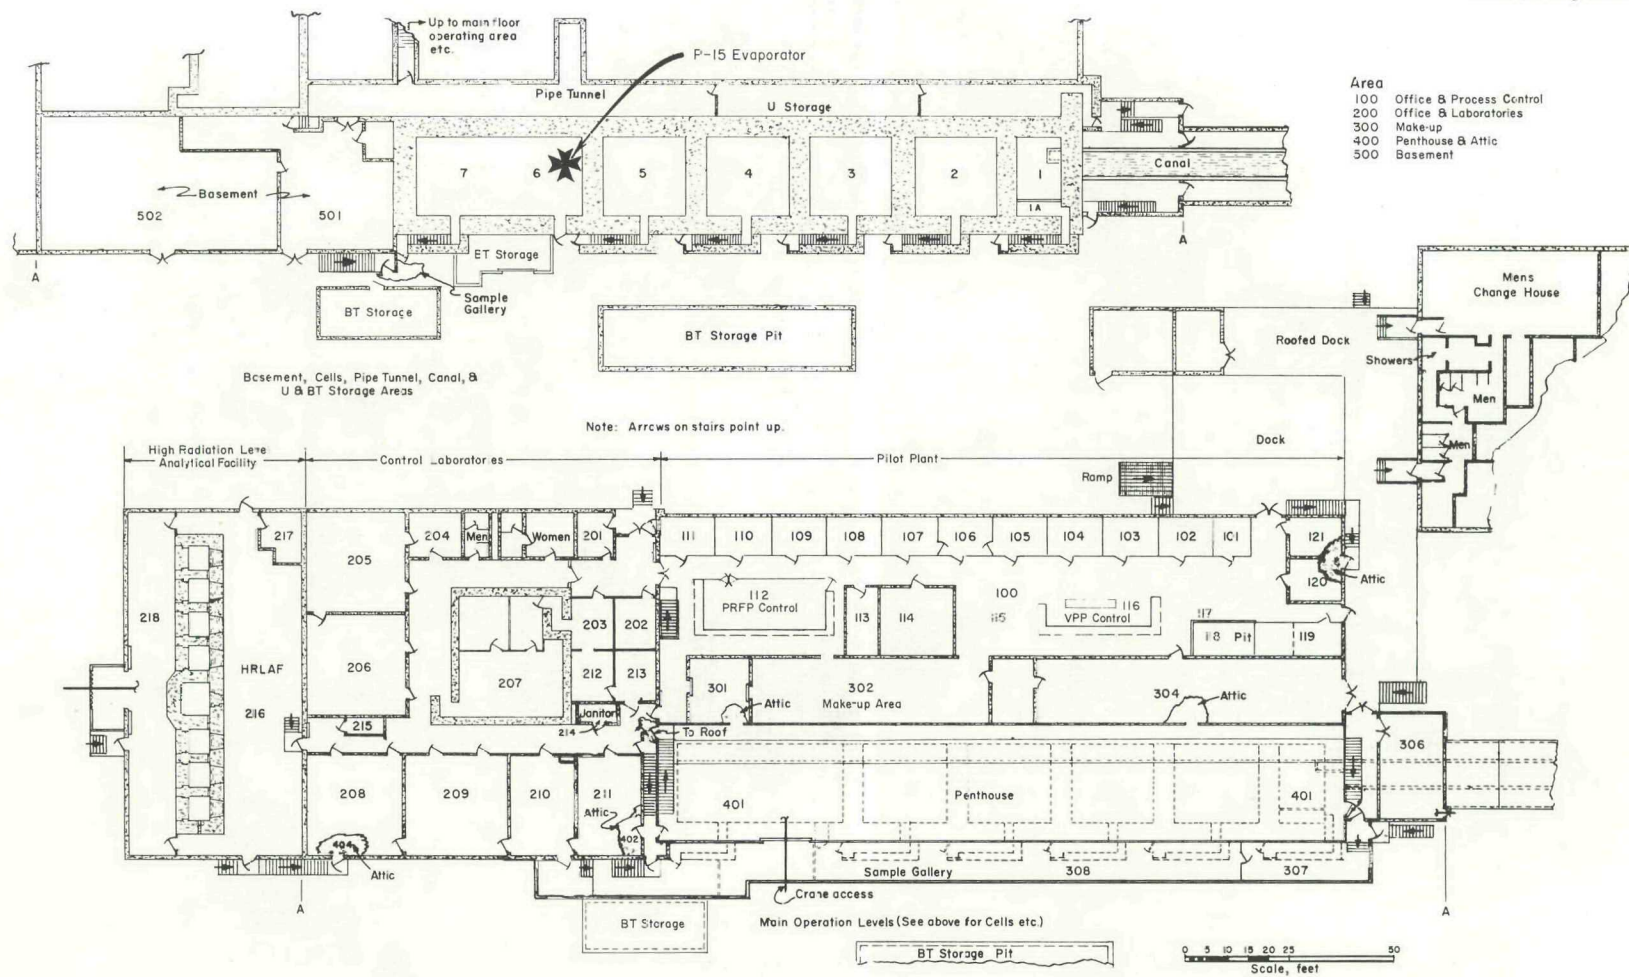 Up to main floor
operating area
etc.
P-15 Evaporator
Pipe Tunnel
U Storage
Area
100 Office & Process Control
200 Office & Laboratories
300 Make-up
400 Penthouse & Attic
500 Basement
7 6 5 4 3 2 1
1A
Canal
Basement
502 501
ET Storage
A A
Sample
Gallery
BT Storage
BT Storage Pit
Mens
Change House
Roofed Dock
Showers
Men
Men
Basement, Cells, Pipe Tunnel, Canal, &
U & BT Storage Areas
Note: Arrows on stairs point up.
Dock
Ramp
High Radiation Leve
Analytical Facility
Control Laboratories
Pilot Plant
217 205 204 Men Women 201
111 110 109 108 107 106 105 104 103 102 101
121
120
Attic
218
206
207
203 202
212 213
112
PRFP Control
113 114
100
115
116
VPP Control
117
118 Pit 119
HRLAF
216
215
Janitor
214
To Roof
301
Attic
302
Make-up Area
304
Attic
306
208 209 210 211
Attic
402
401
Penthouse
401
404
Attic
Sample Gallery
308
307
Crane access
A A
BT Storage
Main Operation Levels (See above for Cells etc.)
BT Storage Pit
0 5 10 15 20 25 50
Scale, feet